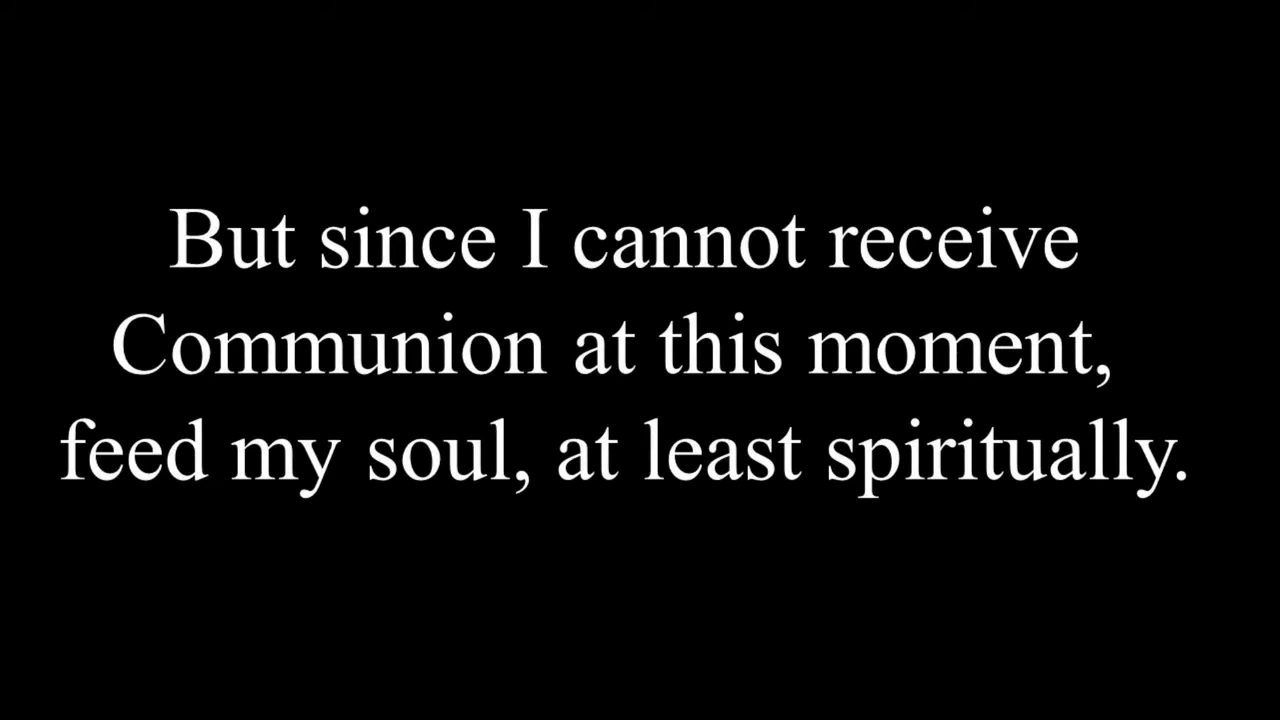 But since I cannot receive
Communion at this moment,
feed my soul, at least spiritually.